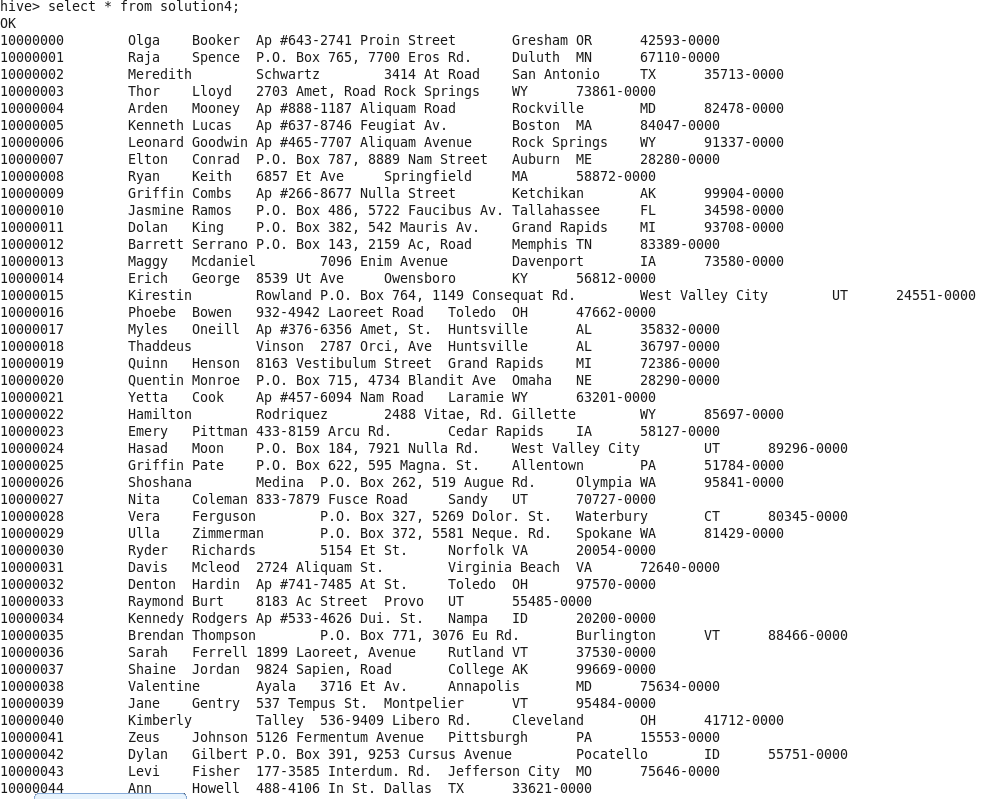 hive> select * from solution4;
OK
10000000 Olga Booker Ap #643-2741 Proin Street Gresham OR 42593-0000
10000001 Raja Spence P.O. Box 765, 7700 Eros Rd. Duluth MN 67110-0000
10000002 Meredith Schwartz 3414 At Road San Antonio TX 35713-0000
10000003 Thor Lloyd 2703 Amet, Road Rock Springs WY 73861-0000
10000004 Arden Mooney Ap #888-1187 Aliquam Road Rockville MD 82478-0000
10000005 Kenneth Lucas Ap #637-8746 Feugiat Av. Boston MA 84047-0000
10000006 Leonard Goodwin Ap #465-7707 Aliquam Avenue Rock Springs WY 91337-0000
10000007 Elton Conrad P.O. Box 787, 8889 Nam Street Auburn ME 28280-0000
10000008 Ryan Keith 6857 Et Ave Springfield MA 58872-0000
10000009 Griffin Combs Ap #266-8677 Nulla Street Ketchikan AK 99904-0000
10000010 Jasmine Ramos P.O. Box 486, 5722 Faucibus Av. Tallahassee FL 34598-0000
10000011 Dolan King P.O. Box 382, 542 Mauris Av. Grand Rapids MI 93708-0000
10000012 Barrett Serrano P.O. Box 143, 2159 Ac, Road Memphis TN 83389-0000
10000013 Maggy Mcdaniel 7096 Enim Avenue Davenport IA 73580-0000
10000014 Erich George 8539 Ut Ave Owensboro KY 56812-0000
10000015 Kirestin Rowland P.O. Box 764, 1149 Consequat Rd. West Valley City UT 24551-0000
10000016 Phoebe Bowen 932-4942 Laoreet Road Toledo OH 47662-0000
10000017 Myles Oneill Ap #376-6356 Amet, St. Huntsville AL 35832-0000
10000018 Thaddeus Vinson 2787 Orci, Ave Huntsville AL 36797-0000
10000019 Quinn Henson 8163 Vestibulum Street Grand Rapids MI 72386-0000
10000020 Quentin Monroe P.O. Box 715, 4734 Blandit Ave Omaha NE 28290-0000
10000021 Yetta Cook Ap #457-6094 Nam Road Laramie WY 63201-0000
10000022 Hamilton Rodriquez 2488 Vitae, Rd. Gillette WY 85697-0000
10000023 Emery Pittman 433-8159 Arcu Rd. Cedar Rapids IA 58127-0000
10000024 Hasad Moon P.O. Box 184, 7921 Nulla Rd. West Valley City UT 89296-0000
10000025 Griffin Pate P.O. Box 622, 595 Magna. St. Allentown PA 51784-0000
10000026 Shoshana Medina P.O. Box 262, 519 Augue Rd. Olympia WA 95841-0000
10000027 Nita Coleman 833-7879 Fusce Road Sandy UT 70727-0000
10000028 Vera Ferguson P.O. Box 327, 5269 Dolor. St. Waterbury CT 80345-0000
10000029 Ulla Zimmerman P.O. Box 372, 5581 Neque. Rd. Spokane WA 81429-0000
10000030 Ryder Richards 5154 Et St. Norfolk VA 20054-0000
10000031 Davis Mcleod 2724 Aliquam St. Virginia Beach VA 72640-0000
10000032 Denton Hardin Ap #741-7485 At St. Toledo OH 97570-0000
10000033 Raymond Burt 8183 Ac Street Provo UT 55485-0000
10000034 Kennedy Rodgers Ap #533-4626 Dui. St. Nampa ID 20200-0000
10000035 Brendan Thompson P.O. Box 771, 3076 Eu Rd. Burlington VT 88466-0000
10000036 Sarah Ferrell 1899 Laoreet, Avenue Rutland VT 37530-0000
10000037 Shaine Jordan 9824 Sapien, Road College AK 99669-0000
10000038 Valentine Ayala 3716 Et Av. Annapolis MD 75634-0000
10000039 Jane Gentry 537 Tempus St. Montpelier VT 95484-0000
10000040 Kimberly Talley 536-9409 Libero Rd. Cleveland OH 41712-0000
10000041 Zeus Johnson 5126 Fermentum Avenue Pittsburgh PA 15553-0000
10000042 Dylan Gilbert P.O. Box 391, 9253 Cursus Avenue Pocatello ID 55751-0000
10000043 Levi Fisher 177-3585 Interdum. Rd. Jefferson City MO 75646-0000
10000044 Ann Howell 488-4106 In St. Dallas TX 33621-0000